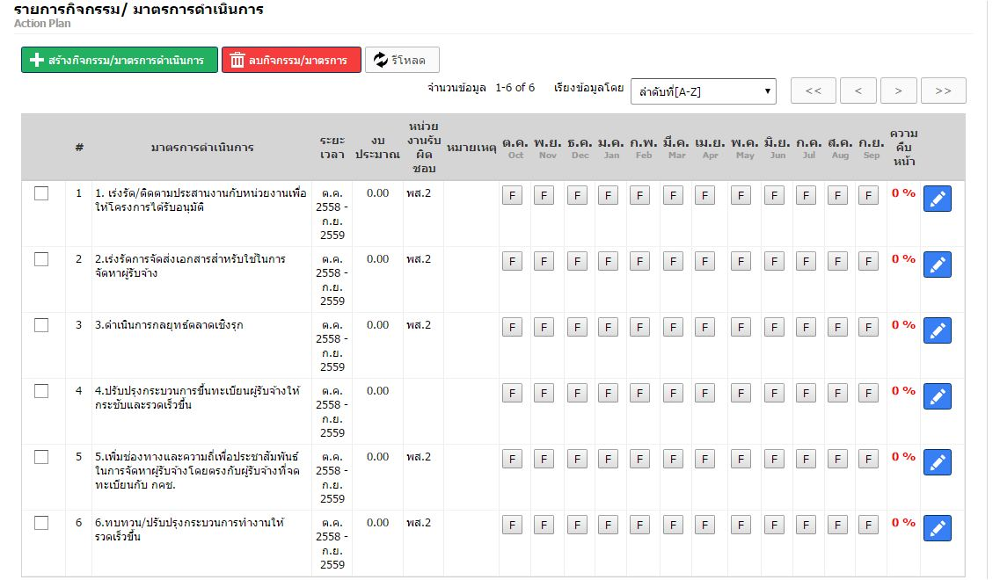 รายการกิจกรรม/ มาตรการดำเนินการ
Action Plan
สร้างกิจกรรม/มาตรการดำเนินการ ลบกิจกรรม/มาตรการ รีโหลด
จำนวนข้อมูล 1-6 of 6 เรียงข้อมูลโดย ลำดับที่[A-Z] << < > >>
# มาตรการดำเนินการ ระยะ
เวลา งบ
ประมาณ หน่วย
งานรับ
ผิด
ชอบ หมายเหตุ ต.ค. พ.ย. ธ.ค. ม.ค. ก.พ. มี.ค. เม.ย. พ.ค. มิ.ย. ก.ค. ส.ค. ก.ย. ความ
คืบ
หน้า
Oct Nov Dec Jan Feb Mar Apr May Jun Jul Aug Sep
1 1. เร่งรัด/ติดตามประสานงานกับหน่วยงานเพื่อ ต.ค. 0.00 พส.2 F F F F F F F F F F F F 0 %
ให้โครงการได้รับอนุมัติ 2558 -
ก.ย.
2559
2 2.เร่งรัดการจัดส่งเอกสารสำหรับใช้ในการ ต.ค. 0.00 พส.2 F F F F F F F F F F F F 0 %
จัดหาผู้รับจ้าง 2558 -
ก.ย.
2559
3 3.ดำเนินการกลยุทธ์ตลาดเชิงรุก ต.ค. 0.00 พส.2 F F F F F F F F F F F F 0 %
2558 -
ก.ย.
2559
4 4.ปรับปรุงกระบวนการขึ้นทะเบียนผู้รับจ้างให้ ต.ค. 0.00 F F F F F F F F F F F F 0 %
กระชับและรวดเร็วขึ้น 2558 -
ก.ย.
2559
5 5.เพิ่มช่องทางและความถี่เพื่อประชาสัมพันธ์ ต.ค. 0.00 พส.2 F F F F F F F F F F F F 0 %
ในการจัดหาผู้รับจ้างโดยตรงกับผู้รับจ้างที่จด 2558 -
ทะเบียนกับ กคช. ก.ย.
2559
6 6.ทบทวน/ปรับปรุงกระบวนการทำงานให้ ต.ค. 0.00 พส.2 F F F F F F F F F F F F 0 %
รวดเร็วขึ้น 2558 -
ก.ย.
2559